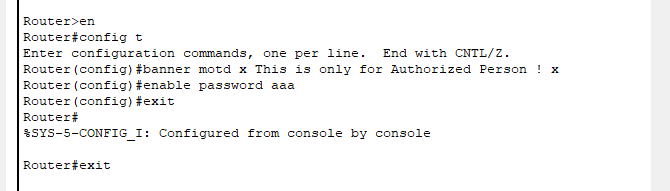 Router>en
Router#config t
Enter configuration commands, one per line.  End with CNTL/Z.
Router(config)#banner motd x This is only for Authorized Person ! x
Router(config)#enable password aaa
Router(config)#exit
Router#
%SYS-5-CONFIG_I: Configured from console by console
Router#exit